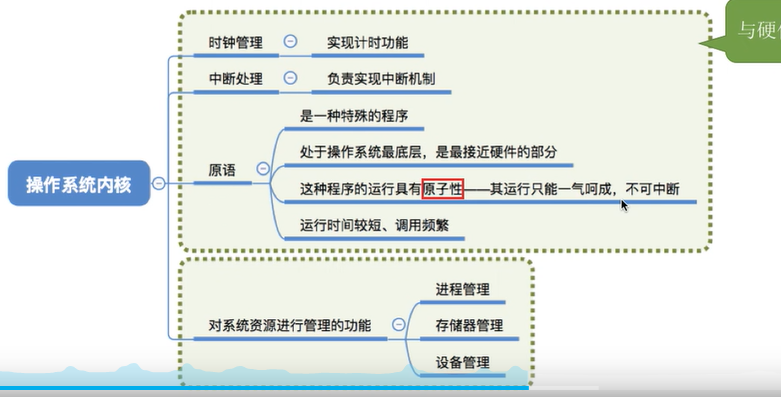 与硬
时钟管理
实现计时功能
中断处理
负责实现中断机制
是一种特殊的程序
处于操作系统最底层，是最接近硬件的部分
原语
操作系统内核
这种程序的运行具有原子性——其运行只能一气呵成，不可中断
运行时间较短、调用频繁
进程管理
对系统资源进行管理的功能
存储器管理
设备管理